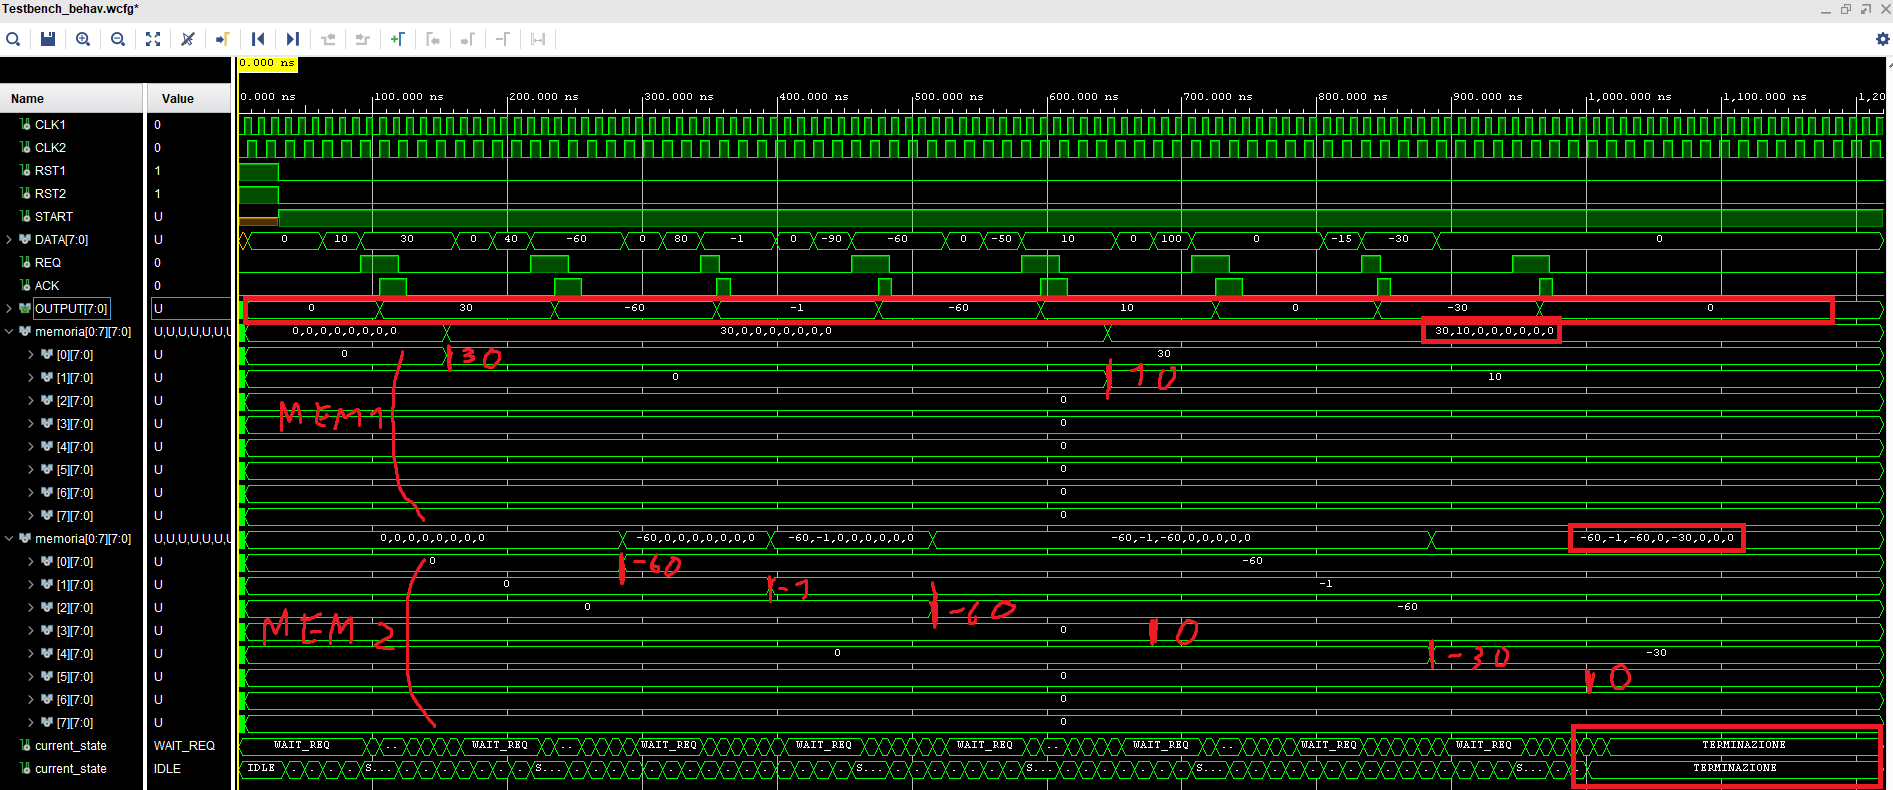 Testbench_behav.wcfg*
0.000 ns
Name Value
0.000 ns 100.000 ns 200.000 ns 300.000 ns 400.000 ns 500.000 ns 600.000 ns 700.000 ns 800.000 ns 900.000 ns 1,000.000 ns 1,100.000 ns 1,20
CLK1 0
CLK2 0
RST1 1
RST2 1
START U
DATA[7:0] U 0 10 30 0 40 -60 0 80 -1 0 -90 -60 0 -50 10 0 100 0 -15 -30 0
REQ 0
ACK 0
OUTPUT[7:0] U 0 30 -60 -1 -60 10 0 -30 0
memoria[0:7][7:0] U,U,U,U,U,U,U 0,0,0,0,0,0,0,0 30,0,0,0,0,0,0,0 30,10,0,0,0,0,0,0
[0][7:0] U 0 30 30
[1][7:0] U 0 10 10
[2][7:0] U 0
MEM1
[3][7:0] U 0
[4][7:0] U 0
[5][7:0] U 0
[6][7:0] U 0
[7][7:0] U 0
memoria[0:7][7:0] U,U,U,U,U,U,U 0,0,0,0,0,0,0,0 -60,0,0,0,0,0,0,0 -60,-1,0,0,0,0,0,0 -60,-1,-60,0,0,0,0,0 -60,-1,-60,0,-30,0,0,0
[0][7:0] U 0 -60 -60
[1][7:0] U 0 -1 -1
[2][7:0] U 0 -60 -60
MEM2
[3][7:0] U 0 0
[4][7:0] U 0 -30 -30
[5][7:0] U 0 0
[6][7:0] U 0
[7][7:0] U 0
current_state WAIT_REQ WAIT_REQ .. WAIT_REQ .. WAIT_REQ WAIT_REQ WAIT_REQ .. WAIT_REQ .. WAIT_REQ WAIT_REQ TERMINAZIONE
current_state IDLE IDLE S... S... S... S... S... S... TERMINAZIONE